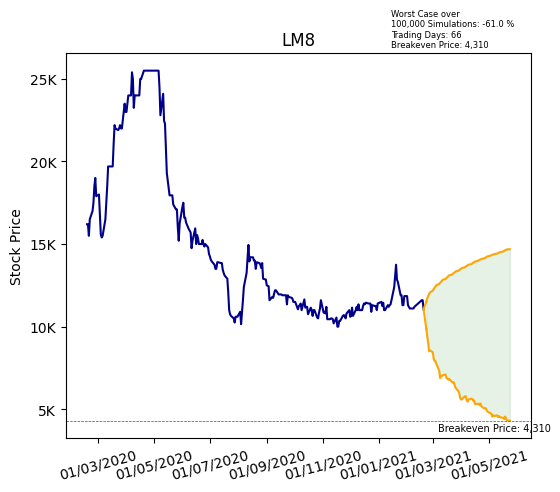 Worst Case over
100,000 Simulations: -61.0 %
Trading Days: 66
Breakeven Price: 4,310
LM8
Stock Price
25K
20K
15K
10K
5K
Breakeven Price: 4,310
01/03/2020
01/05/2020
01/07/2020
01/09/2020
01/11/2020
01/01/2021
01/03/2021
01/05/2021